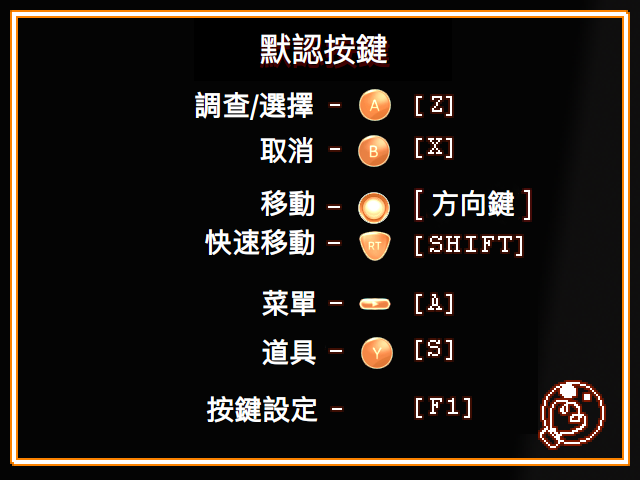 默認按鍵
調查/選擇 - A [Z]
取消 - B [X]
移動 - [方向鍵]
快速移動 - RT [SHIFT]
菜單 - [A]
道具 - Y [S]
按鍵設定 - [F1]